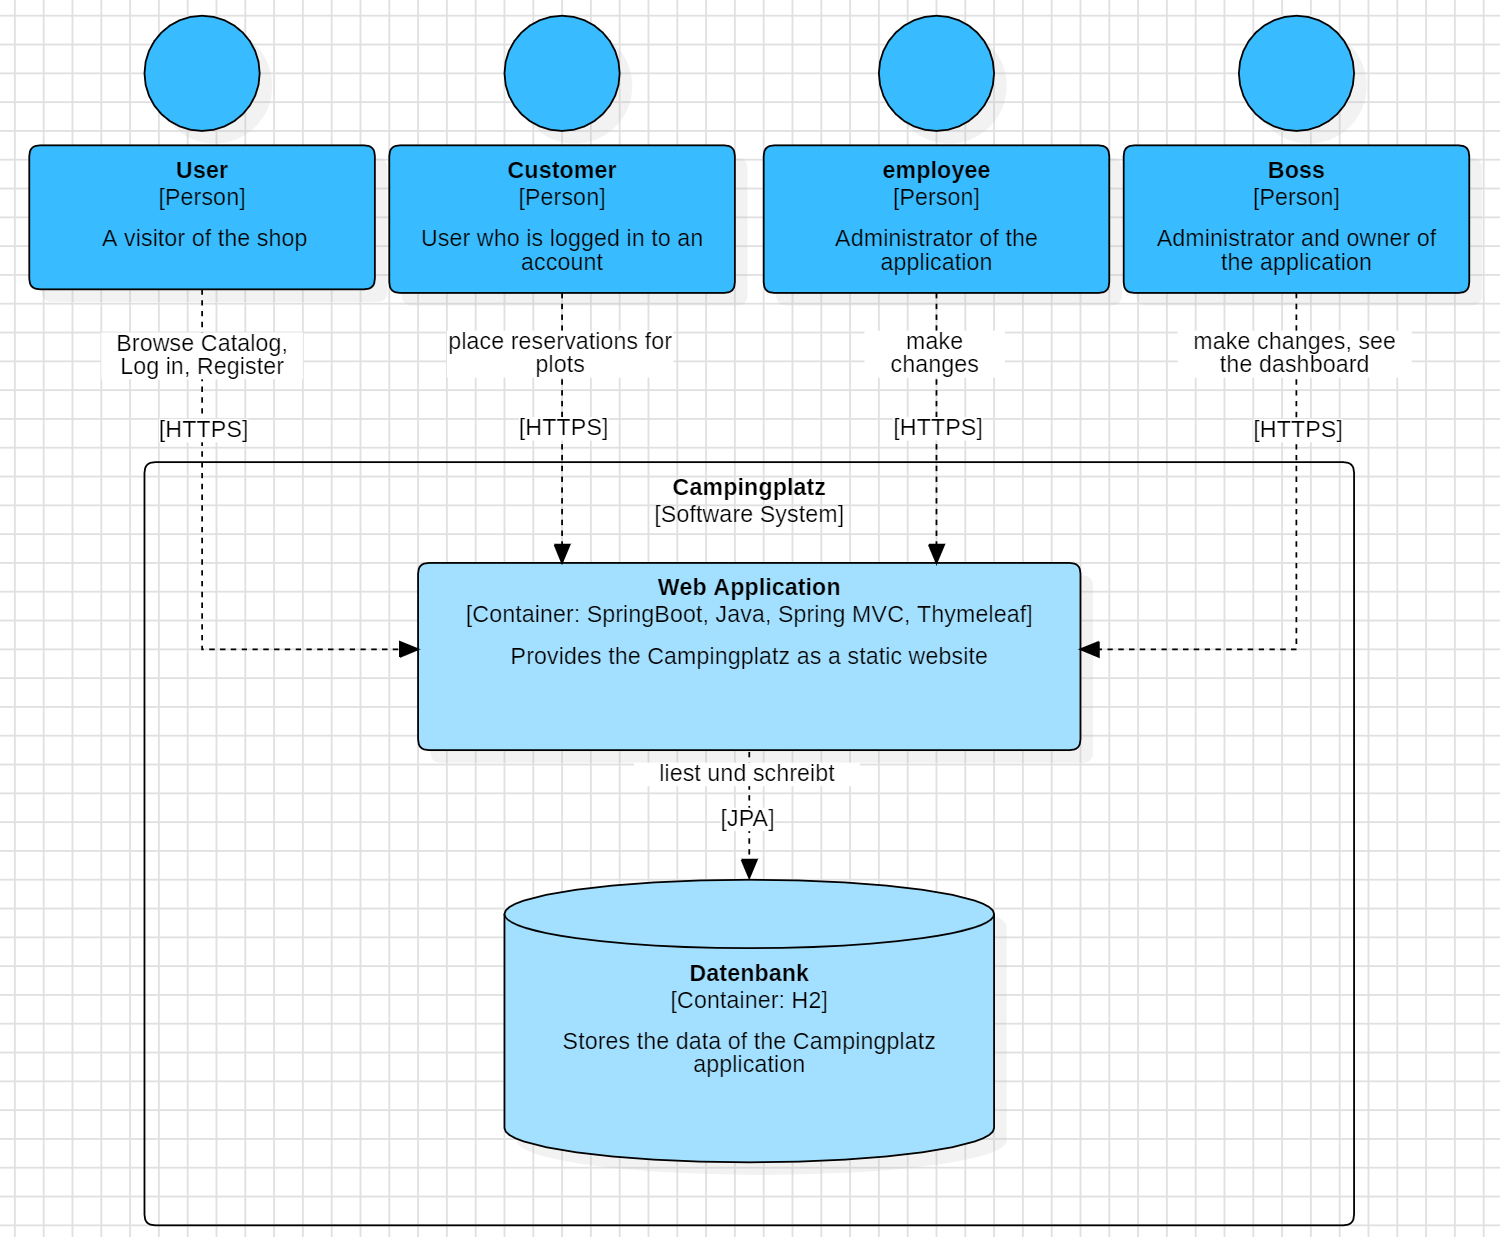 User
[Person]
A visitor of the shop
Customer
[Person]
User who is logged in to an
account
employee
[Person]
Administrator of the
application
Boss
[Person]
Administrator and owner of
the application
Browse Catalog,
Log in, Register
[HTTPS]
place reservations for
plots
[HTTPS]
make
changes
[HTTPS]
make changes, see
the dashboard
[HTTPS]
Campingplatz
[Software System]
Web Application
[Container: SpringBoot, Java, Spring MVC, Thymeleaf]
Provides the Campingplatz as a static website
liest und schreibt
[JPA]
Datenbank
[Container: H2]
Stores the data of the Campingplatz
application